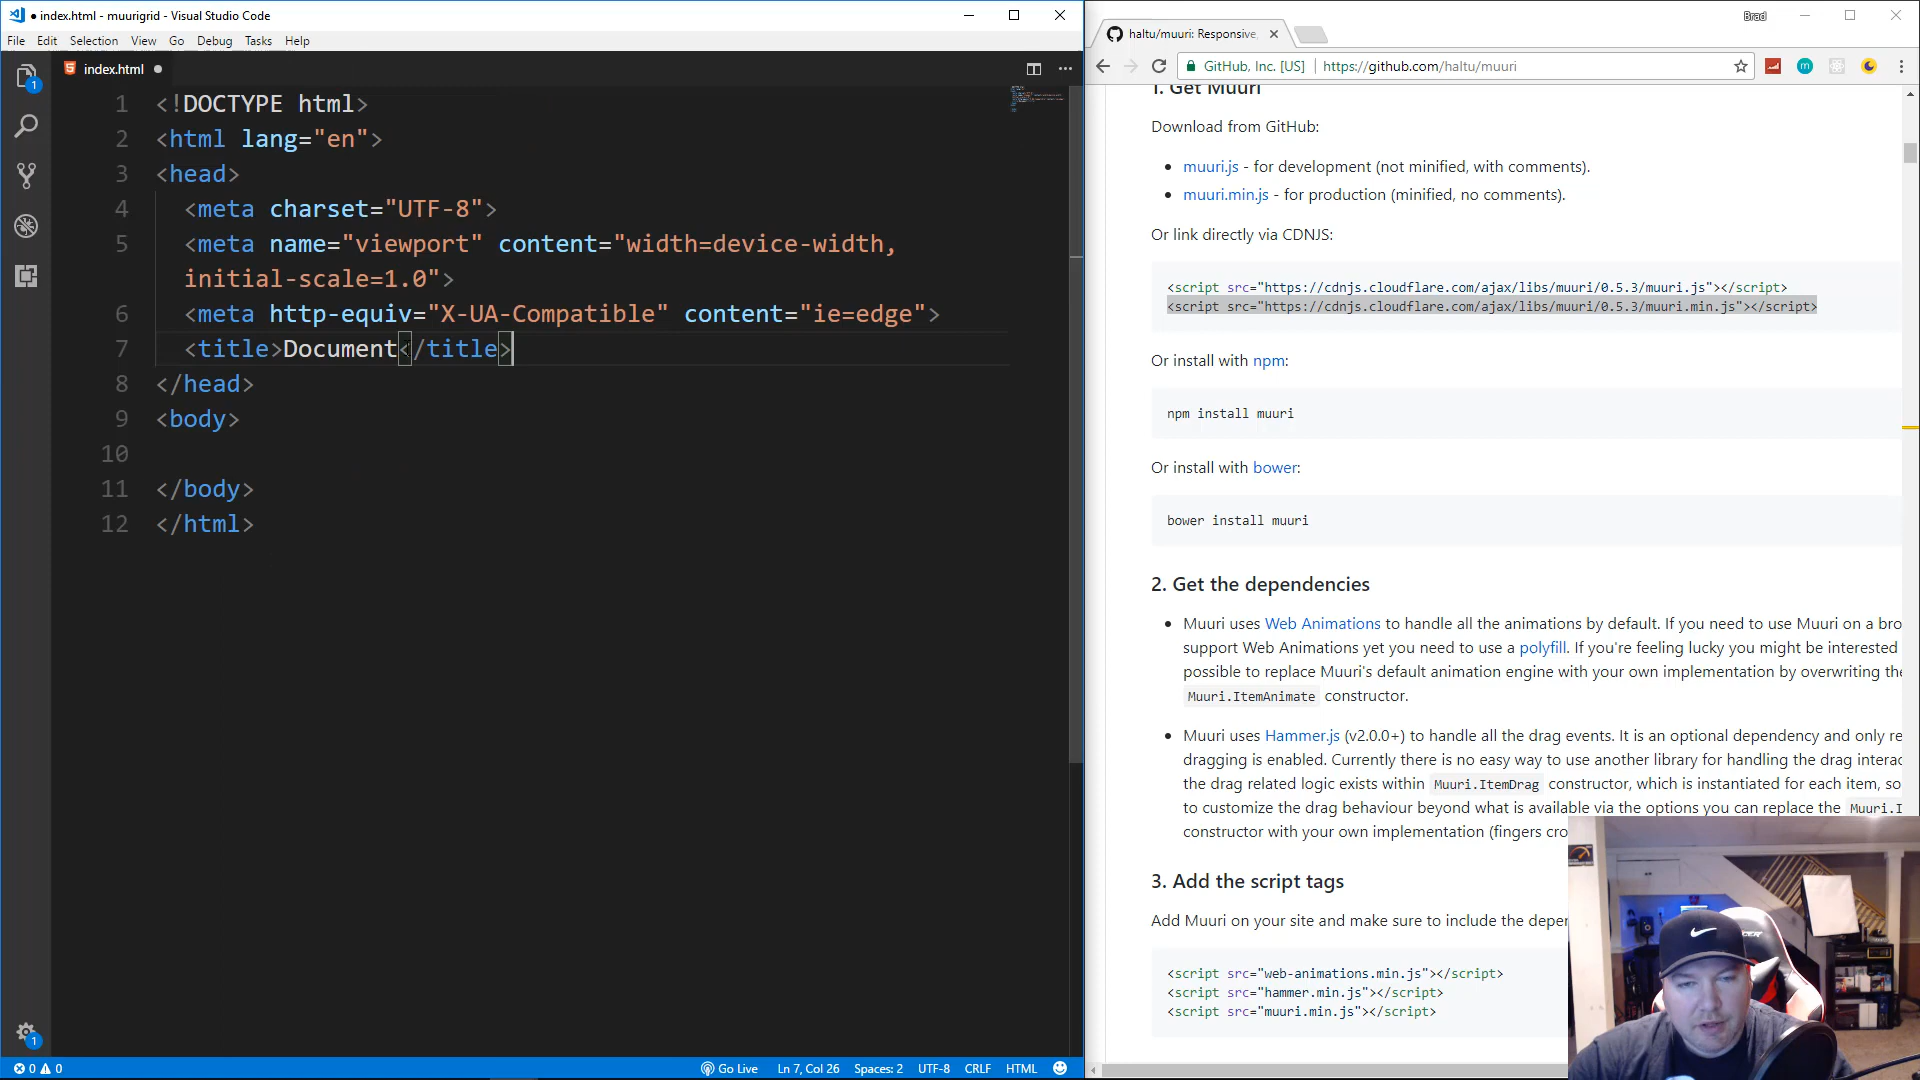 index.html - muurigrid - Visual Studio Code
File Edit Selection View Go Debug Tasks Help
1
index.html
1 <!DOCTYPE html>
2 <html lang="en">
3 <head>
4 <meta charset="UTF-8">
5 <meta name="viewport" content="width=device-width,
initial-scale=1.0">
6 <meta http-equiv="X-UA-Compatible" content="ie=edge">
7 <title>Document</title>
8 </head>
9 <body>
10
11 </body>
12 </html>
1
0 0
Go Live Ln 7, Col 26 Spaces: 2 UTF-8 CRLF HTML
Brad
haltu/muuri: Responsive,
GitHub, Inc. [US] https://github.com/haltu/muuri
1. Get Muuri
Download from GitHub:
muuri.js - for development (not minified, with comments).
muuri.min.js - for production (minified, no comments).
Or link directly via CDNJS:
<script src="https://cdnjs.cloudflare.com/ajax/libs/muuri/0.5.3/muuri.js"></script>
<script src="https://cdnjs.cloudflare.com/ajax/libs/muuri/0.5.3/muuri.min.js"></script>
Or install with npm:
npm install muuri
Or install with bower:
bower install muuri
2. Get the dependencies
Muuri uses Web Animations to handle all the animations by default. If you need to use Muuri on a bro
support Web Animations yet you need to use a polyfill. If you're feeling lucky you might be interested
possible to replace Muuri's default animation engine with your own implementation by overwriting the
Muuri.ItemAnimate constructor.
Muuri uses Hammer.js (v2.0.0+) to handle all the drag events. It is an optional dependency and only re
dragging is enabled. Currently there is no easy way to use another library for handling the drag interac
the drag related logic exists within Muuri.ItemDrag constructor, which is instantiated for each item, so
to customize the drag behaviour beyond what is available via the options you can replace the Muuri.I
constructor with your own implementation (fingers cro
3. Add the script tags
Add Muuri on your site and make sure to include the depen
<script src="web-animations.min.js"></script>
<script src="hammer.min.js"></script>
<script src="muuri.min.js"></script>